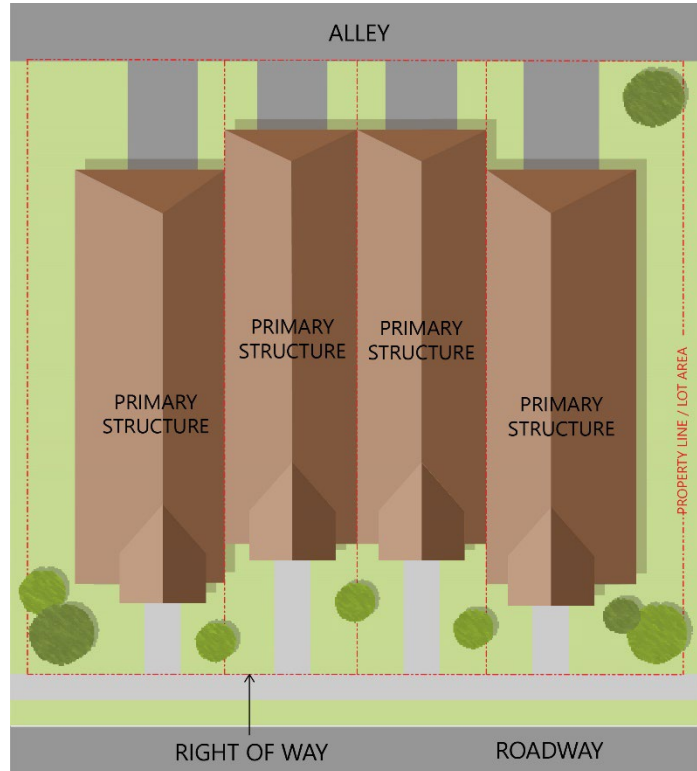 ALLEY
PRIMARY
STRUCTURE
PRIMARY
STRUCTURE
PRIMARY
STRUCTURE
PRIMARY
STRUCTURE
PROPERTY LINE / LOT AREA
RIGHT OF WAY
ROADWAY